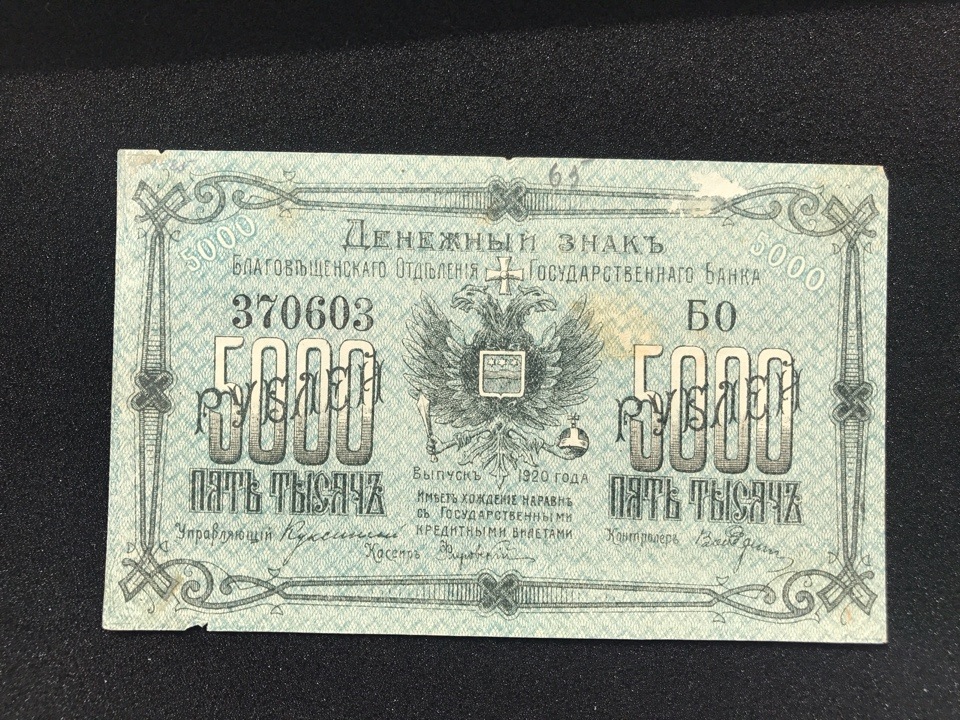 65
5000 5000
Денежный знакъ
Благовѣщенскаго Отдѣленія Государственнаго Банка
370603 БО
5000 5000
рублей рублей
пять тысячъ пять тысячъ
Выпускъ 1920 года
Имѣетъ хожденіе наравнѣ
съ Государственными
кредитными билетами
Управляющій
Контролеръ
Кассиръ